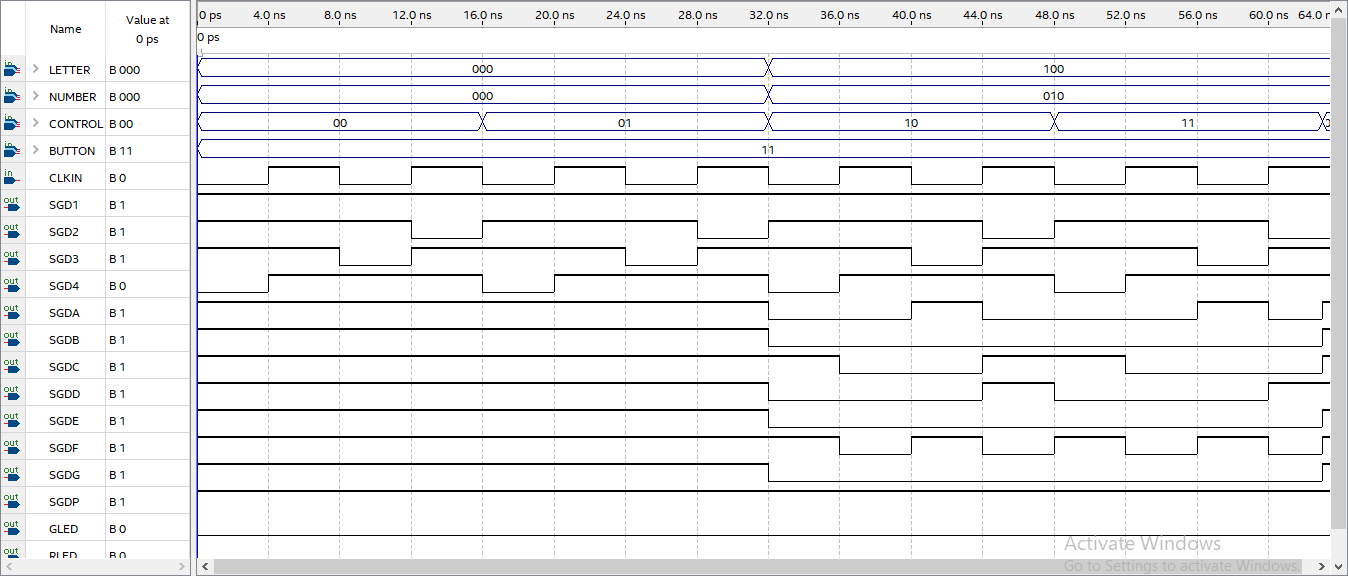 Name Value at 0 ps
0 ps 4.0 ns 8.0 ns 12.0 ns 16.0 ns 20.0 ns 24.0 ns 28.0 ns 32.0 ns 36.0 ns 40.0 ns 44.0 ns 48.0 ns 52.0 ns 56.0 ns 60.0 ns 64.0 n
0 ps
in LETTER B 000 000 100
in NUMBER B 000 000 010
in CONTROL B 00 00 01 10 11
in BUTTON B 11 11
in CLKIN B 0
out SGD1 B 1
out SGD2 B 1
out SGD3 B 1
out SGD4 B 0
out SGDA B 1
out SGDB B 1
out SGDC B 1
out SGDD B 1
out SGDE B 1
out SGDF B 1
out SGDG B 1
out SGDP B 1
out GLED B 0
out RLED B 0
Activate Windows
Go to Settings to activate Windows.